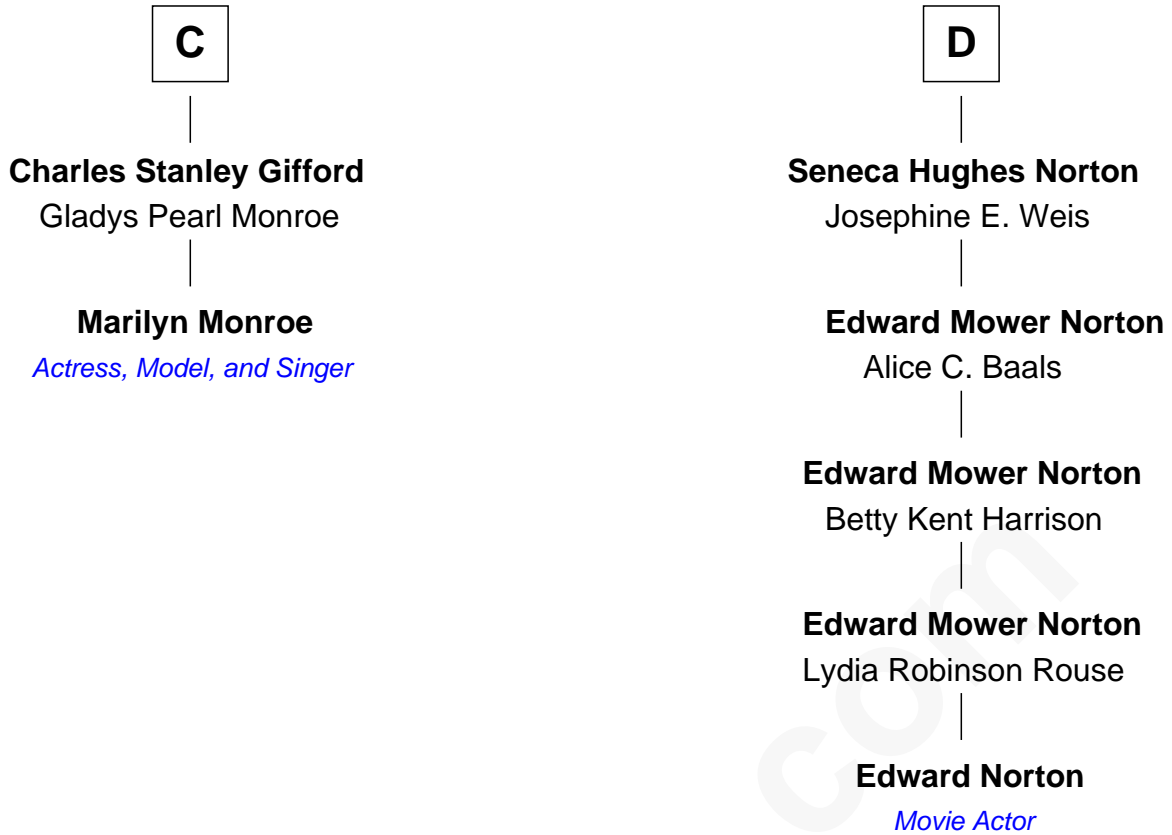 C
Charles Stanley Gifford
Gladys Pearl Monroe
Marilyn Monroe
Actress, Model, and Singer
D
Seneca Hughes Norton
Josephine E. Weis
Edward Mower Norton
Alice C. Baals
Edward Mower Norton
Betty Kent Harrison
Edward Mower Norton
Lydia Robinson Rouse
Edward Norton
Movie Actor
com